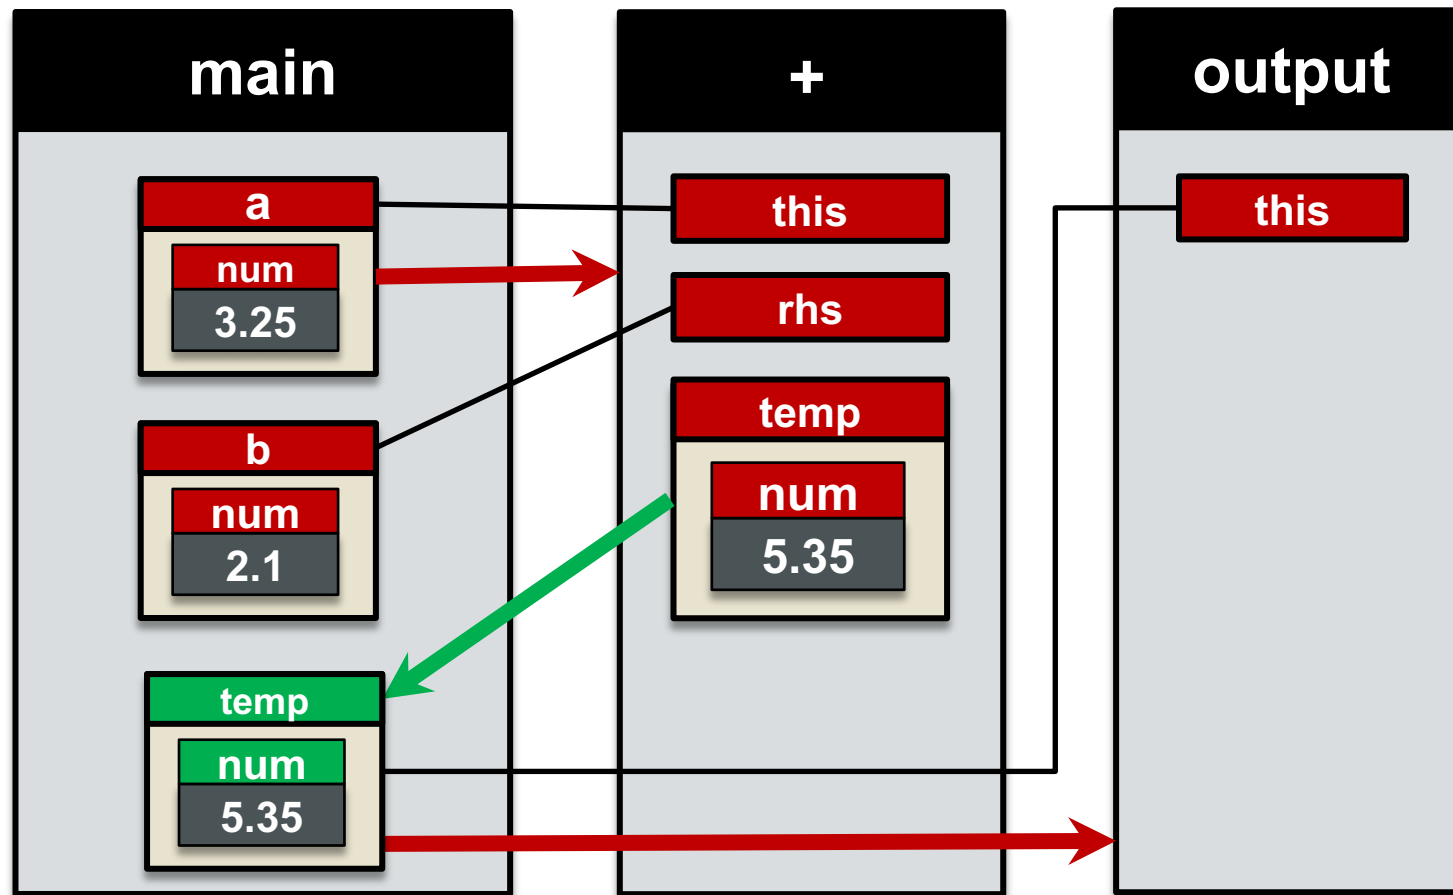 main
a
num
3.25
b
num
2.1
temp
num
5.35
+
this
rhs
temp
num
5.35
output
this